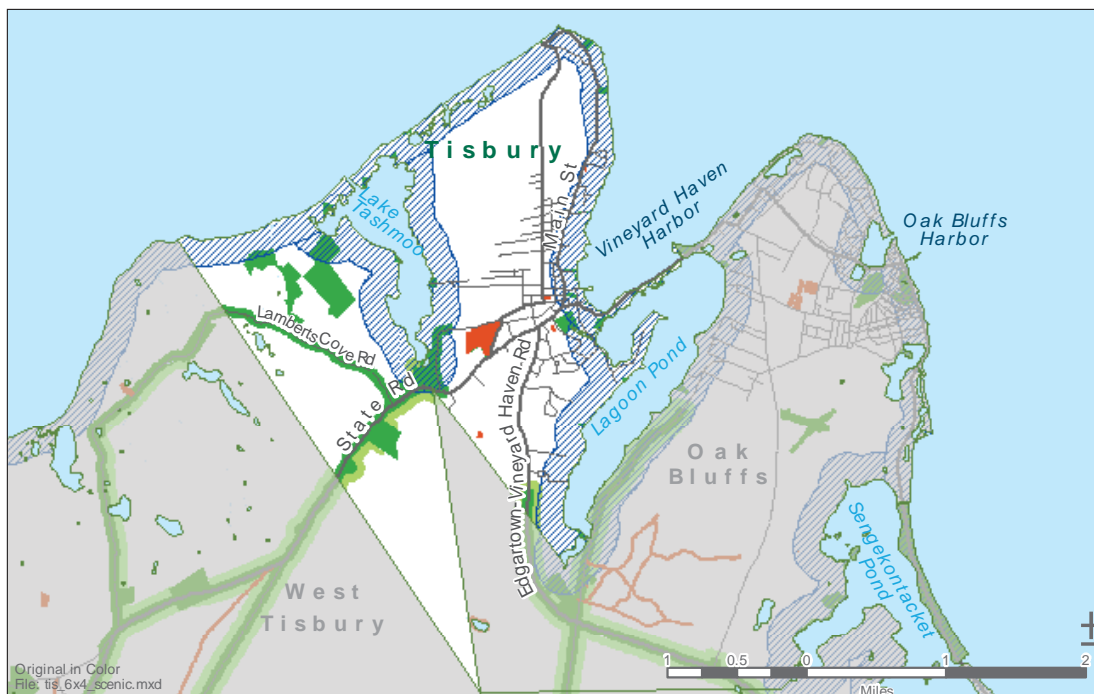 Tisbury
Lake
Tashmoo
Main St
Vineyard Haven
Harbor
Oak Bluffs
Harbor
Lamberts Cove Rd
State Rd
Edgartown-Vineyard Haven Rd
Lagoon Pond
Oak
Bluffs
Sengekontacket
Pond
West
Tisbury
Original in Color
File: tis_6x4_scenic.mxd
1 0.5 0 1 2
Miles